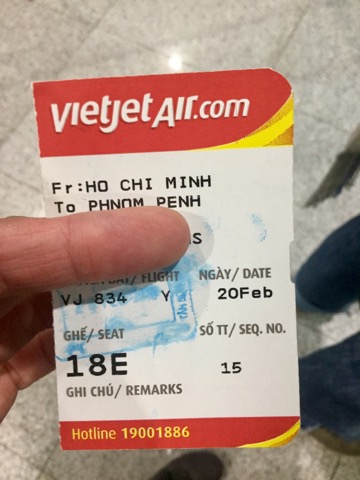 vietjetAir.com
Fr:HO CHI MINH
To PHNOM PENH
BAY/ FLIGHT NGÀY/ DATE
VJ 834 Y 20Feb
GHẾ/ SEAT SỐ TT/ SEQ. NO.
18E 15
GHI CHÚ/ REMARKS
Hotline 19001886